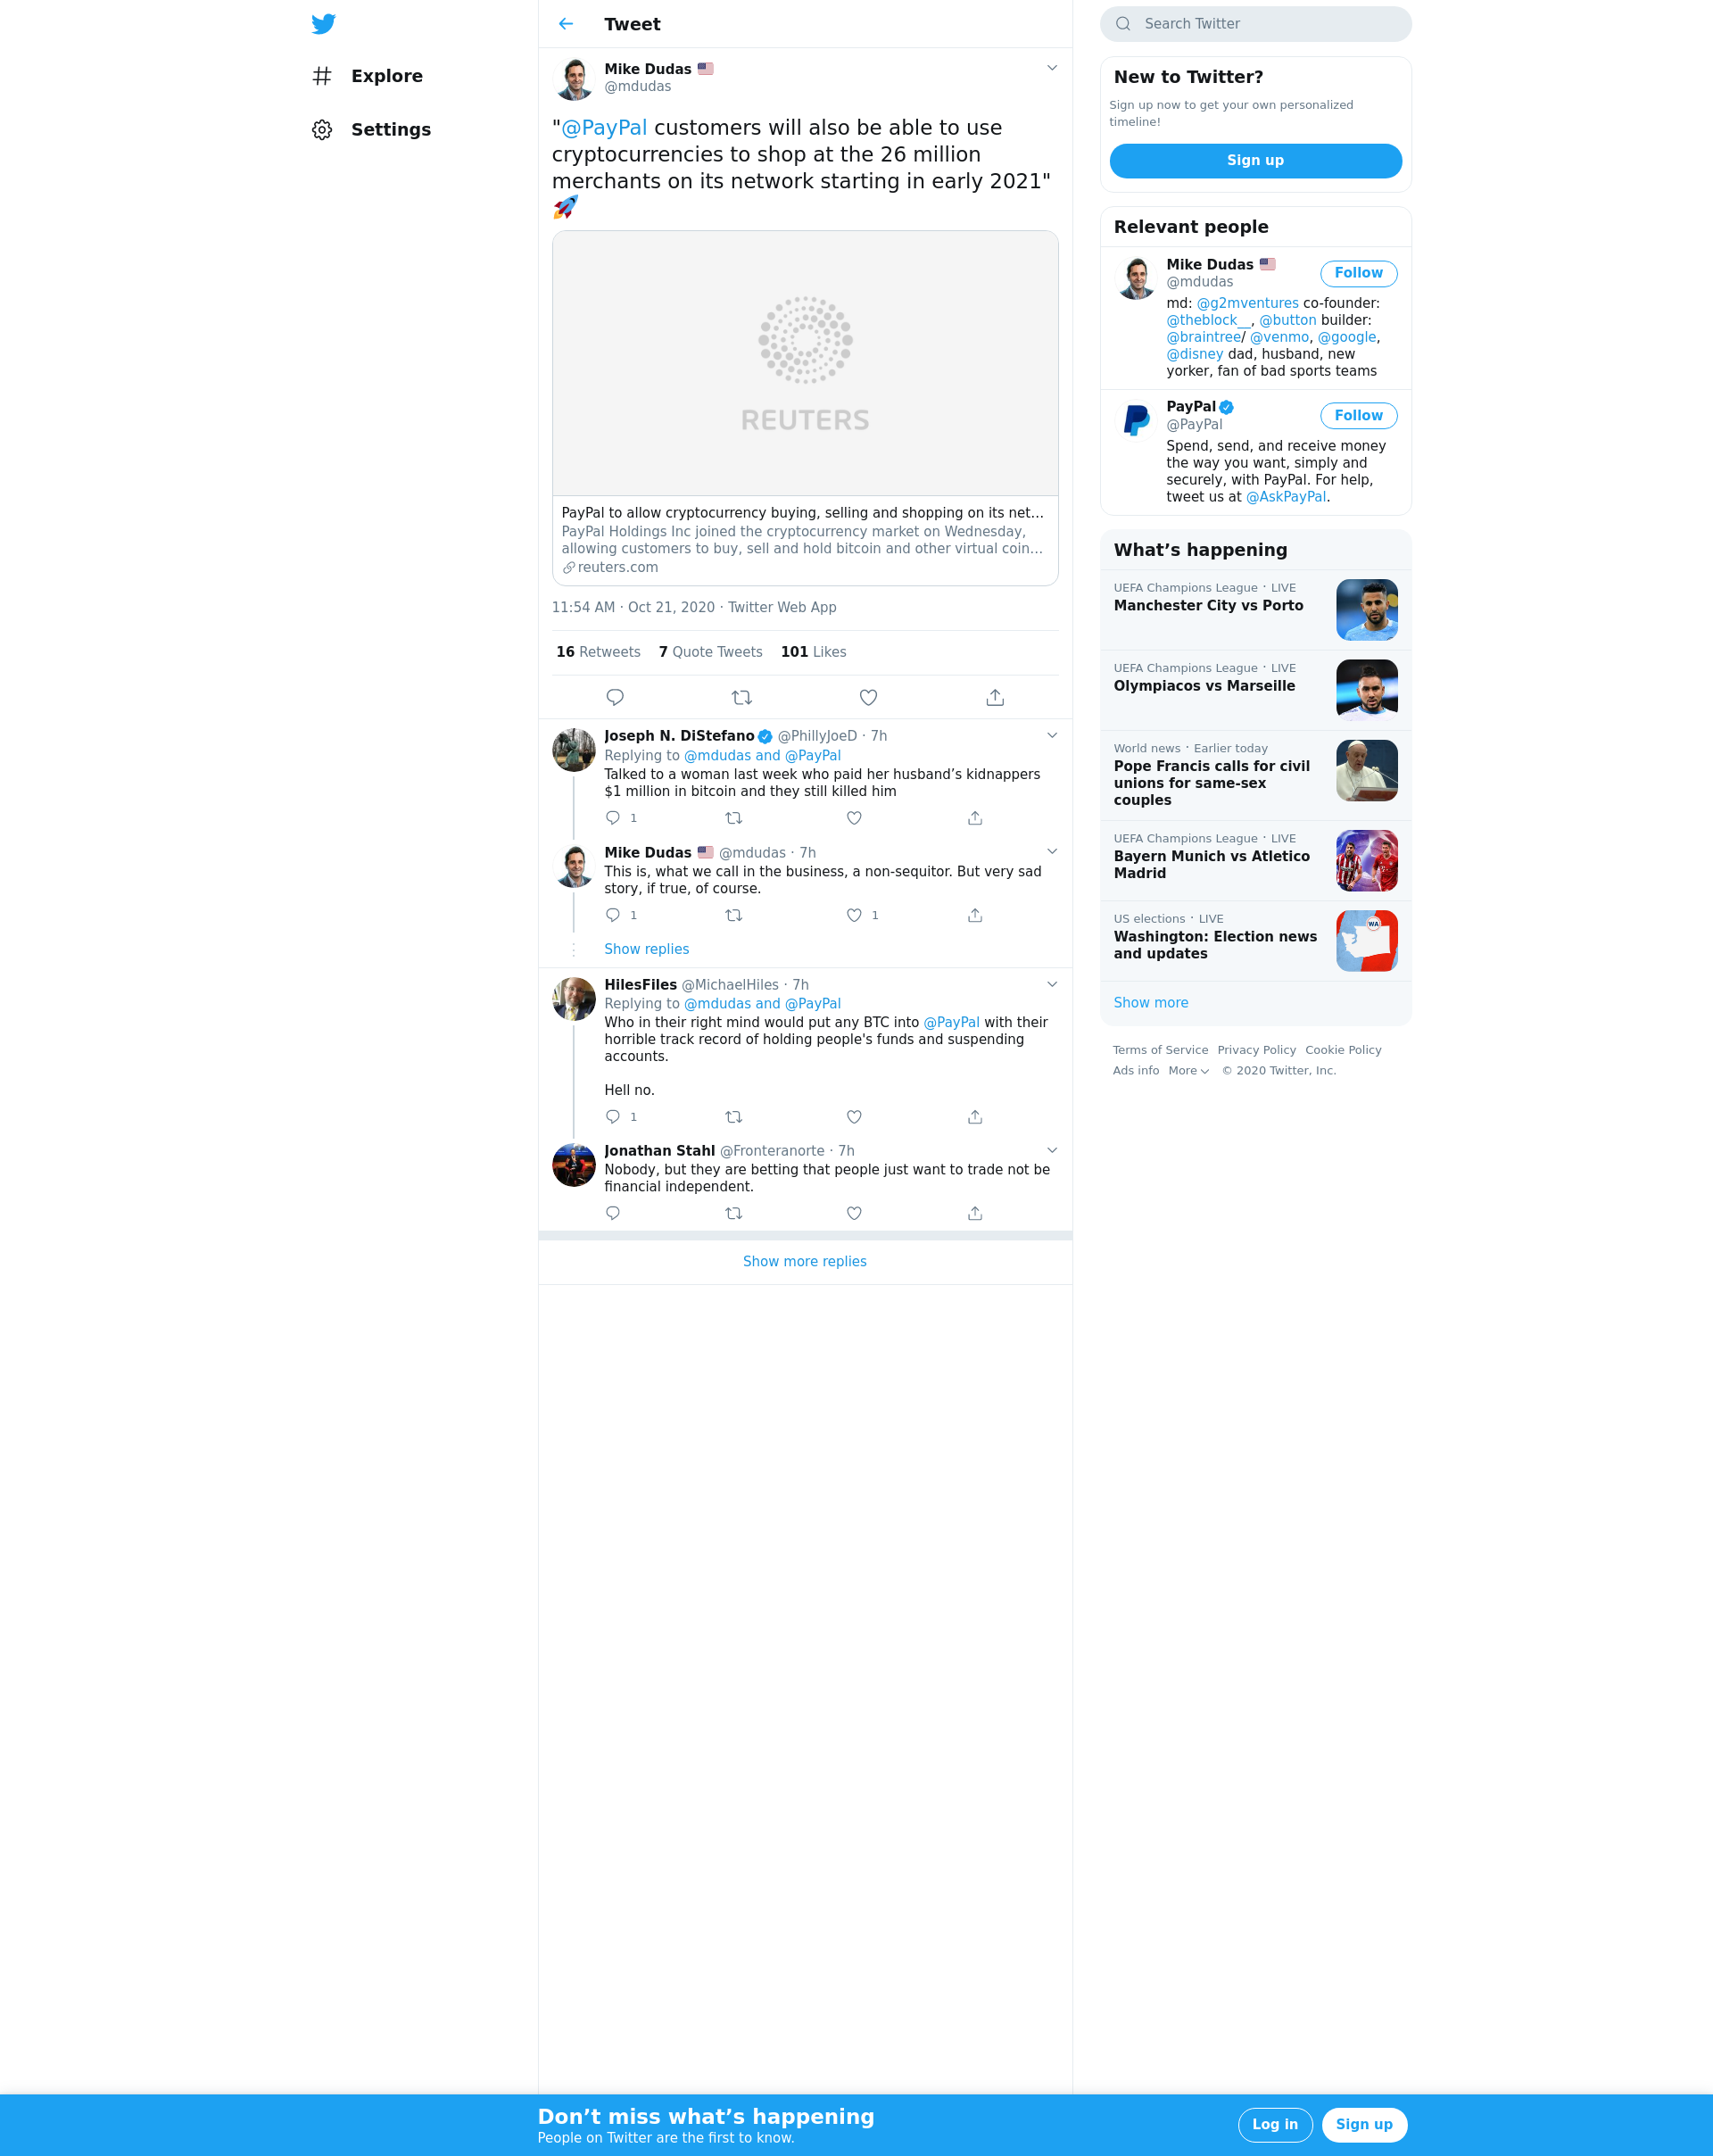 Explore
Settings
Tweet
Mike Dudas 🇺🇸
@mdudas
"@PayPal customers will also be able to use
cryptocurrencies to shop at the 26 million
merchants on its network starting in early 2021"
🚀
REUTERS
PayPal to allow cryptocurrency buying, selling and shopping on its net…
PayPal Holdings Inc joined the cryptocurrency market on Wednesday,
allowing customers to buy, sell and hold bitcoin and other virtual coin…
reuters.com
11:54 AM · Oct 21, 2020 · Twitter Web App
16 Retweets 7 Quote Tweets 101 Likes
Joseph N. DiStefano @PhillyJoeD · 7h
Replying to @mdudas and @PayPal
Talked to a woman last week who paid her husband’s kidnappers
$1 million in bitcoin and they still killed him
1
Mike Dudas 🇺🇸 @mdudas · 7h
This is, what we call in the business, a non-sequitor. But very sad
story, if true, of course.
1 1
Show replies
HilesFiles @MichaelHiles · 7h
Replying to @mdudas and @PayPal
Who in their right mind would put any BTC into @PayPal with their
horrible track record of holding people's funds and suspending
accounts.
Hell no.
1
Jonathan Stahl @Fronteranorte · 7h
Nobody, but they are betting that people just want to trade not be
financial independent.
Show more replies
Search Twitter
New to Twitter?
Sign up now to get your own personalized
timeline!
Sign up
Relevant people
Mike Dudas 🇺🇸
@mdudas
Follow
md: @g2mventures co-founder:
@theblock__, @button builder:
@braintree/ @venmo, @google,
@disney dad, husband, new
yorker, fan of bad sports teams
PayPal
@PayPal
Follow
Spend, send, and receive money
the way you want, simply and
securely, with PayPal. For help,
tweet us at @AskPayPal.
What’s happening
UEFA Champions League · LIVE
Manchester City vs Porto
UEFA Champions League · LIVE
Olympiacos vs Marseille
World news · Earlier today
Pope Francis calls for civil
unions for same-sex
couples
UEFA Champions League · LIVE
Bayern Munich vs Atletico
Madrid
US elections · LIVE
Washington: Election news
and updates
WA
Show more
Terms of Service Privacy Policy Cookie Policy
Ads info More © 2020 Twitter, Inc.
Don’t miss what’s happening
People on Twitter are the first to know.
Log in
Sign up